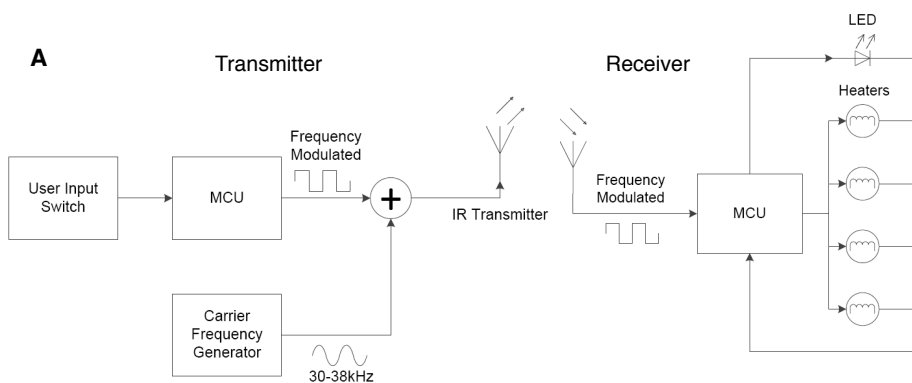 A
Transmitter
Receiver
LED
Heaters
Frequency
Modulated
User Input
Switch
MCU
+
IR Transmitter
Frequency
Modulated
MCU
Carrier
Frequency
Generator
30-38kHz